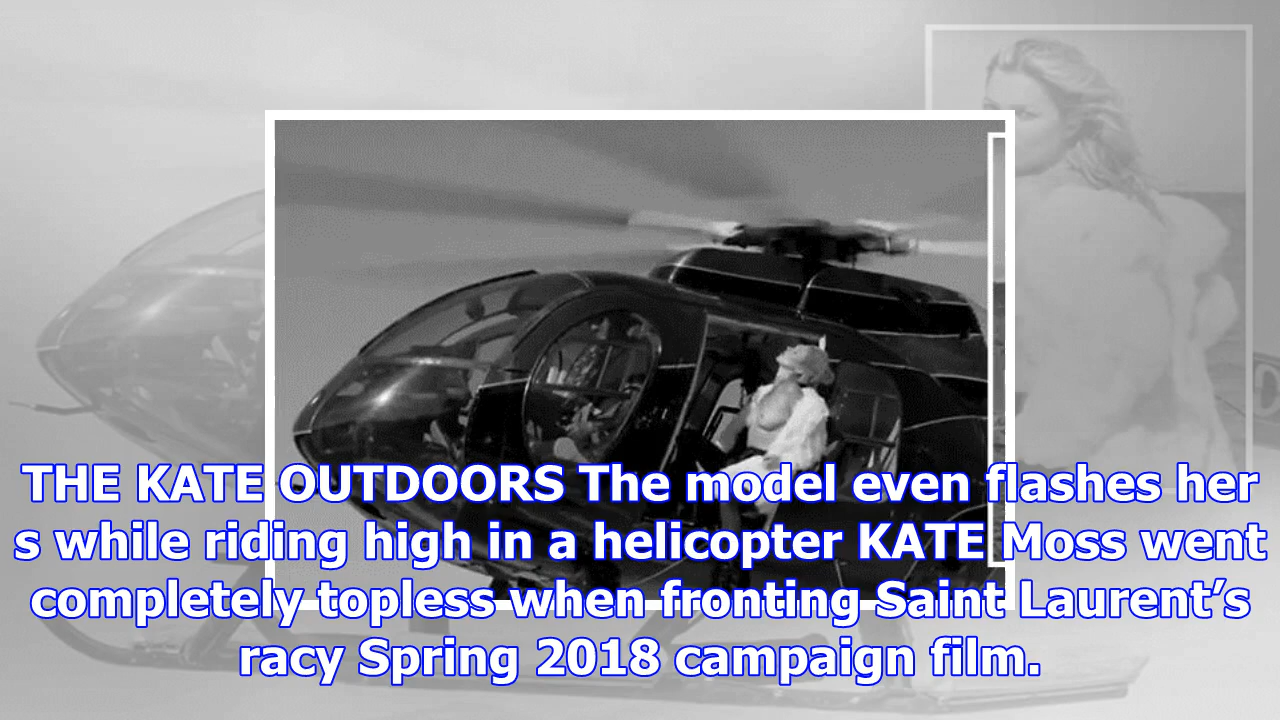 THE KATE OUTDOORS The model even flashes her
s while riding high in a helicopter KATE Moss went
completely topless when fronting Saint Laurent’s
racy Spring 2018 campaign film.